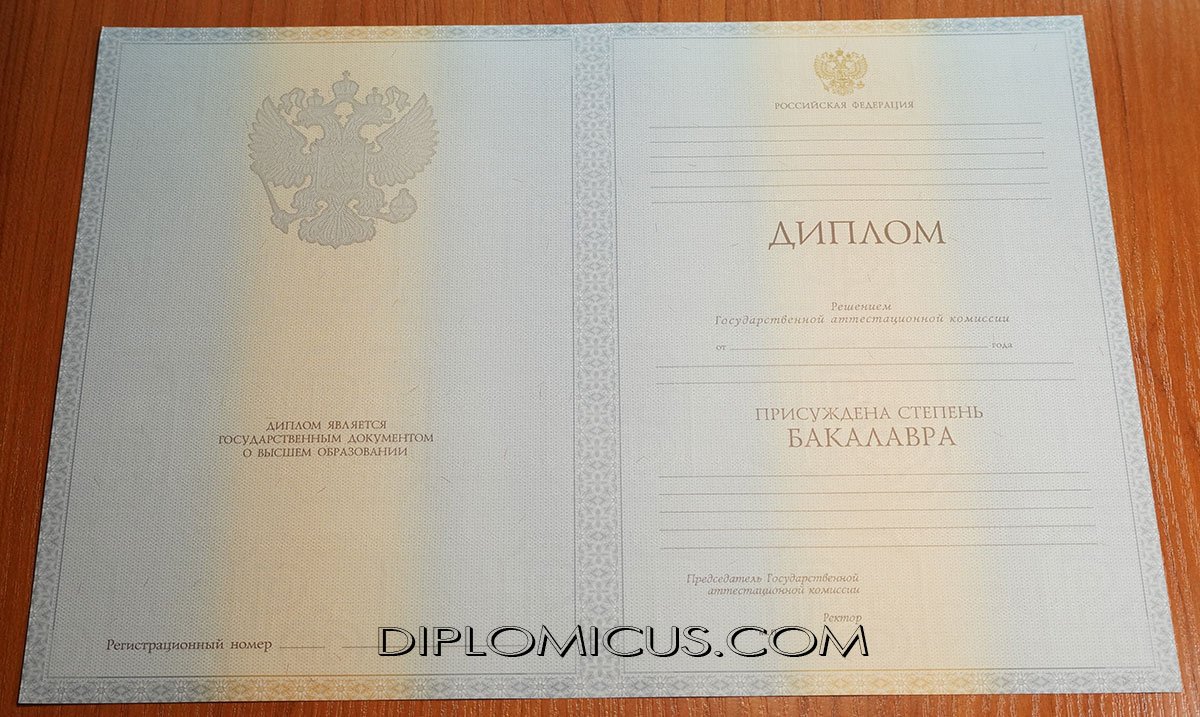 ДИПЛОМ ЯВЛЯЕТСЯ
ГОСУДАРСТВЕННЫМ ДОКУМЕНТОМ
О ВЫСШЕМ ОБРАЗОВАНИИ
Регистрационный номер
РОССИЙСКАЯ ФЕДЕРАЦИЯ
ДИПЛОМ
Решением
Государственной аттестационной комиссии
от года
ПРИСУЖДЕНА СТЕПЕНЬ
БАКАЛАВРА
Председатель Государственной
аттестационной комиссии
Ректор
DIPLOMICUS.COM